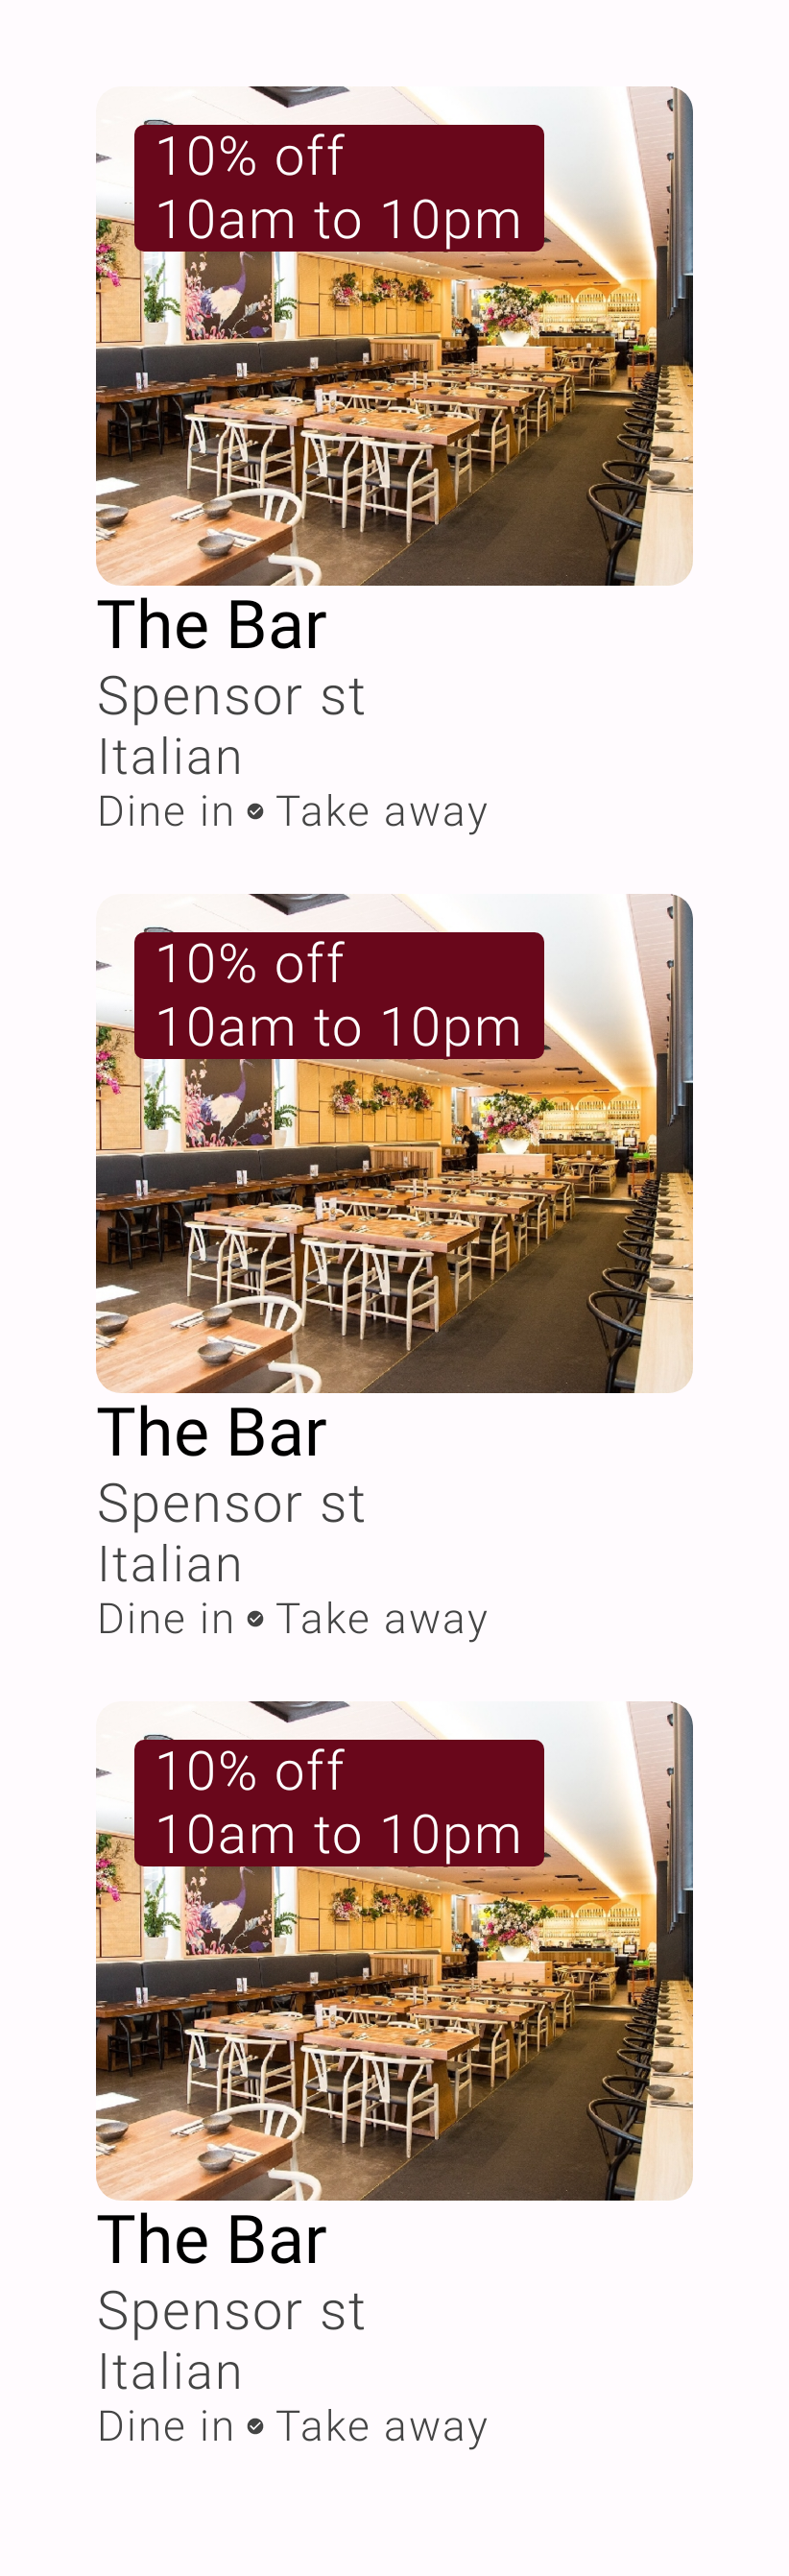 10% off
10am to 10pm
The Bar
Spensor st
Italian
Dine in Take away
10% off
10am to 10pm
The Bar
Spensor st
Italian
Dine in Take away
10% off
10am to 10pm
The Bar
Spensor st
Italian
Dine in Take away